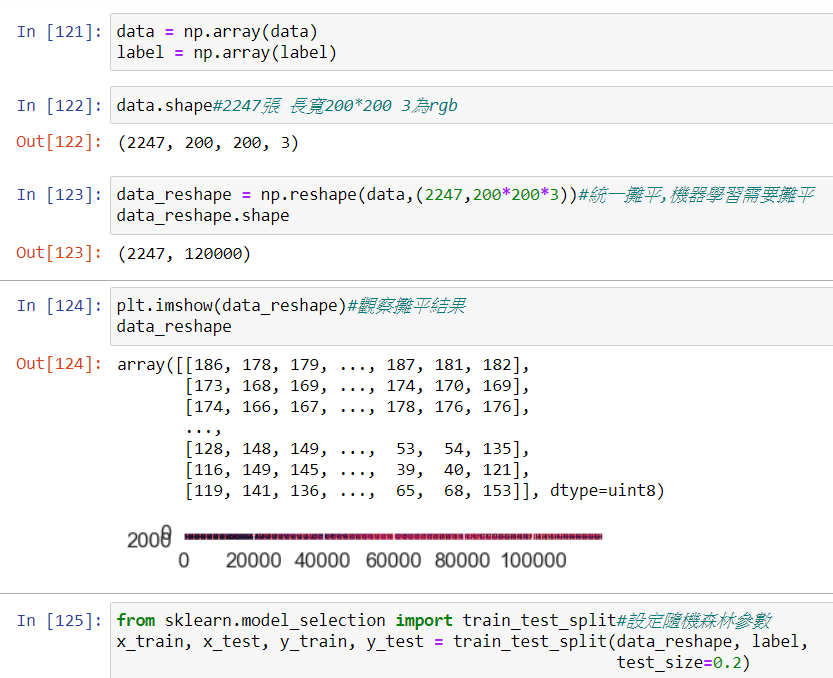 In [121]: data = np.array(data)
label = np.array(label)
In [122]: data.shape#2247張 長寬200*200 3為rgb
Out[122]: (2247, 200, 200, 3)
In [123]: data_reshape = np.reshape(data,(2247,200*200*3))#統一攤平,機器學習需要攤平
data_reshape.shape
Out[123]: (2247, 120000)
In [124]: plt.imshow(data_reshape)#觀察攤平結果
data_reshape
Out[124]: array([[186, 178, 179, ..., 187, 181, 182],
[173, 168, 169, ..., 174, 170, 169],
[174, 166, 167, ..., 178, 176, 176],
...,
[128, 148, 149, ..., 53, 54, 135],
[116, 149, 145, ..., 39, 40, 121],
[119, 141, 136, ..., 65, 68, 153]], dtype=uint8)
0
2000
0 20000 40000 60000 80000 100000
In [125]: from sklearn.model_selection import train_test_split#設定隨機森林參數
x_train, x_test, y_train, y_test = train_test_split(data_reshape, label,
test_size=0.2)